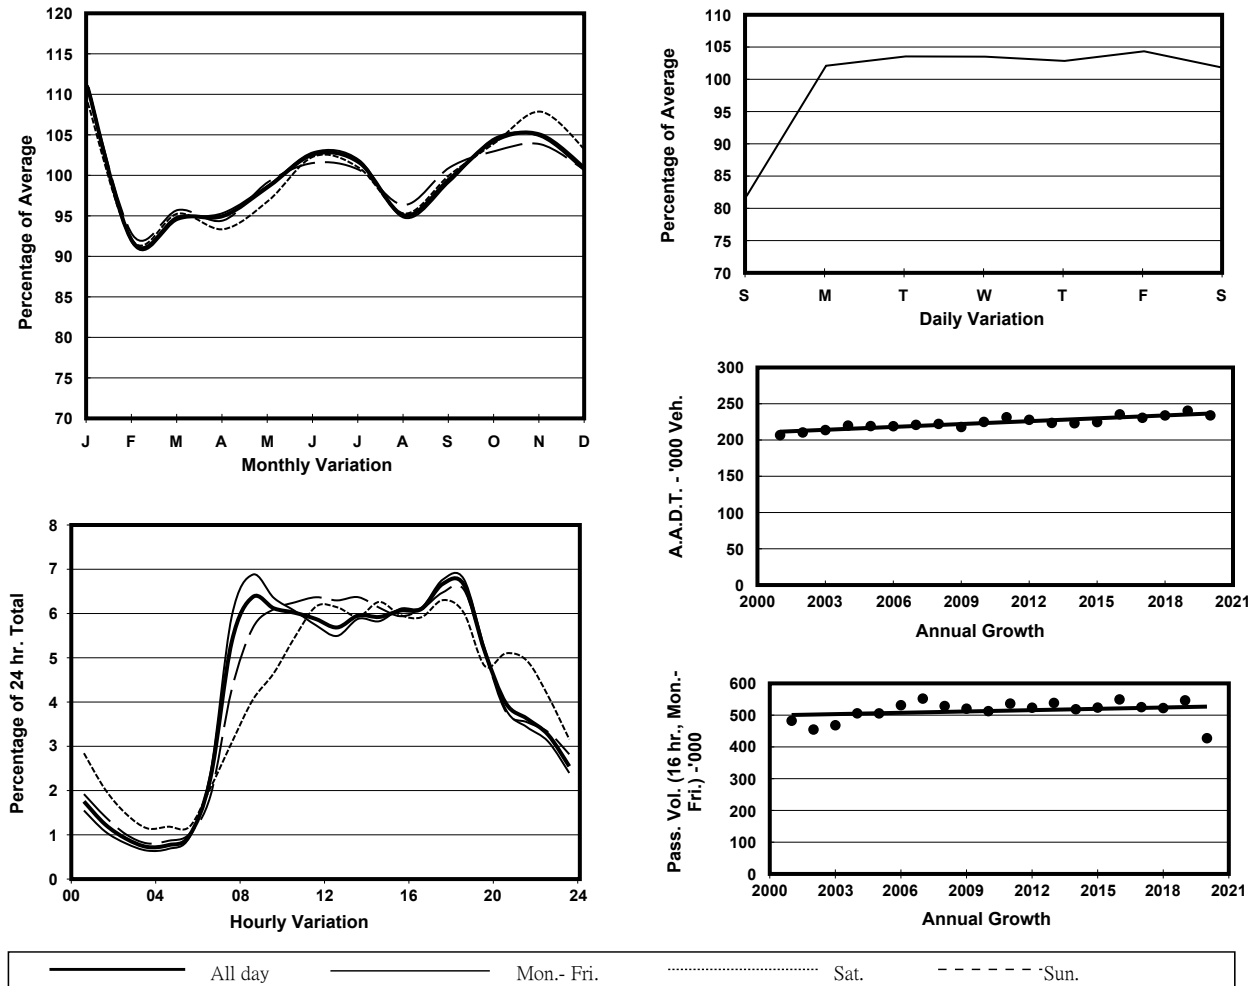 120
115
110
105
100
95
90
85
80
75
70
Percentage of Average
J F M A M J J A S O N D
Monthly Variation
110
105
100
95
90
85
80
75
70
Percentage of Average
S M T W T F S
Daily Variation
300
250
200
150
100
50
0
A.A.D.T. - '000 Veh.
2000 2003 2006 2009 2012 2015 2018 2021
Annual Growth
8
7
6
5
4
3
2
1
0
Percentage of 24 hr. Total
00 04 08 12 16 20 24
Hourly Variation
600
500
400
300
200
100
0
Pass. Vol. (16 hr., Mon.-
Fri.) -'000
2000 2003 2006 2009 2012 2015 2018 2021
Annual Growth
All day Mon.- Fri. Sat. Sun.